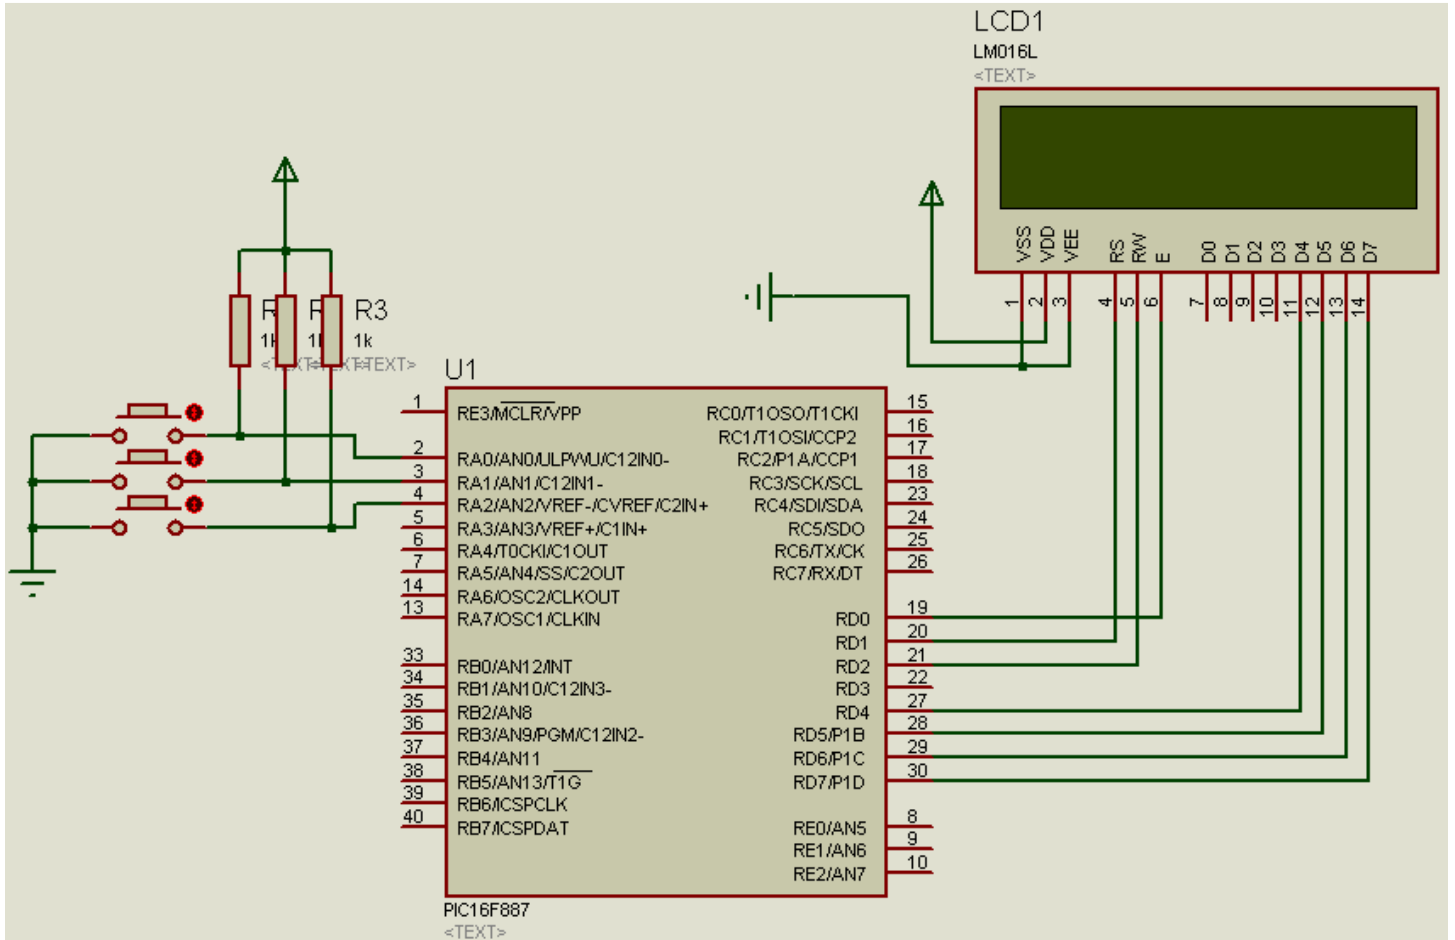 LCD1
LM016L
<TEXT>
VSS
VDD
VEE
RS
RW
E
D0
D1
D2
D3
D4
D5
D6
D7
1
2
3
4
5
6
7
8
9
10
11
12
13
14
R
R
R3
1k
1k
1k
<TEXT>
<TEXT>
<TEXT>
U1
1 RE3/MCLR/VPP
2 RA0/AN0/ULPWU/C12IN0-
3 RA1/AN1/C12IN1-
4 RA2/AN2/VREF-/CVREF/C2IN+
5 RA3/AN3/VREF+/C1IN+
6 RA4/T0CKI/C1OUT
7 RA5/AN4/SS/C2OUT
14 RA6/OSC2/CLKOUT
13 RA7/OSC1/CLKIN
33 RB0/AN12/INT
34 RB1/AN10/C12IN3-
35 RB2/AN8
36 RB3/AN9/PGM/C12IN2-
37 RB4/AN11
38 RB5/AN13/T1G
39 RB6/ICSPCLK
40 RB7/ICSPDAT
RC0/T1OSO/T1CKI 15
RC1/T1OSI/CCP2 16
RC2/P1A/CCP1 17
RC3/SCK/SCL 18
RC4/SDI/SDA 23
RC5/SDO 24
RC6/TX/CK 25
RC7/RX/DT 26
RD0 19
RD1 20
RD2 21
RD3 22
RD4 27
RD5/P1B 28
RD6/P1C 29
RD7/P1D 30
RE0/AN5 8
RE1/AN6 9
RE2/AN7 10
PIC16F887
<TEXT>